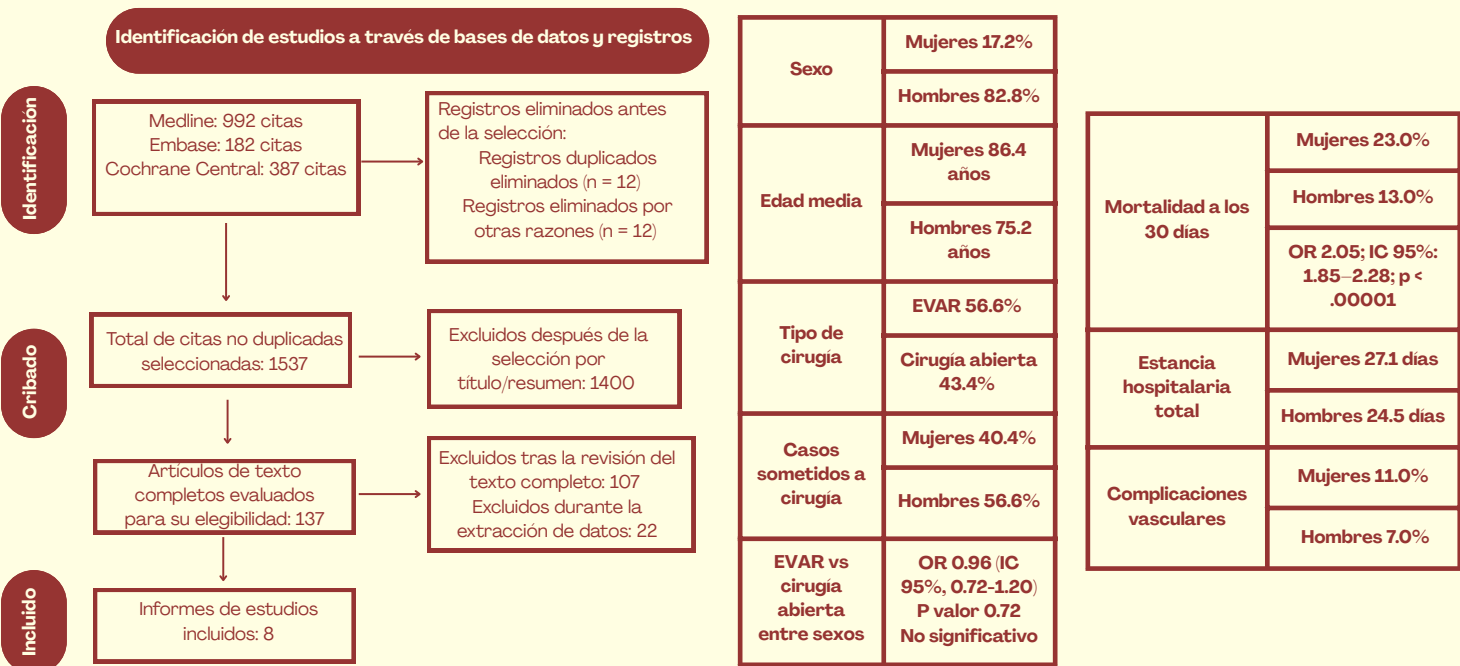 Identificación de estudios a través de bases de datos y registros
Identificación
Medline: 992 citas
Embase: 182 citas
Cochrane Central: 387 citas
Registros eliminados antes
de la selección:
Registros duplicados
eliminados (n = 12)
Registros eliminados por
otras razones (n = 12)
Cribado
Total de citas no duplicadas
seleccionadas: 1537
Excluidos después de la
selección por
título/resumen: 1400
Artículos de texto
completos evaluados
para su elegibilidad: 137
Excluidos tras la revisión del
texto completo: 107
Excluidos durante la
extracción de datos: 22
Incluido
Informes de estudios
incluidos: 8
Sexo
Mujeres 17.2%
Hombres 82.8%
Edad media
Mujeres 86.4
años
Hombres 75.2
años
Tipo de
cirugía
EVAR 56.6%
Cirugía abierta
43.4%
Casos
sometidos a
cirugía
Mujeres 40.4%
Hombres 56.6%
EVAR vs
cirugía
abierta
entre sexos
OR 0.96 (IC
95%, 0.72-1.20)
P valor 0.72
No significativo
Mortalidad a los
30 días
Mujeres 23.0%
Hombres 13.0%
OR 2.05; IC 95%:
1.85–2.28; p <
.00001
Estancia
hospitalaria
total
Mujeres 27.1 días
Hombres 24.5 días
Complicaciones
vasculares
Mujeres 11.0%
Hombres 7.0%